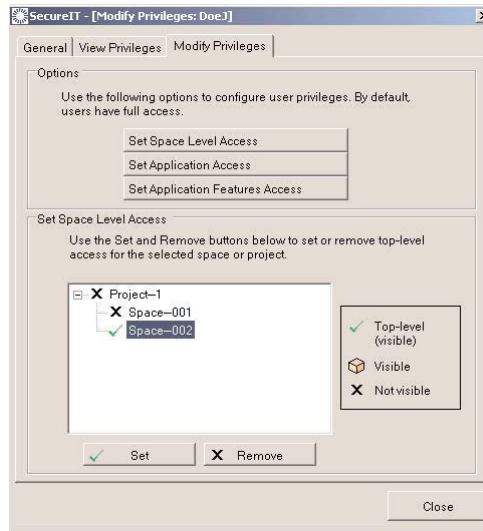 SecureIT - [Modify Privileges: DoeJ]
General View Privileges Modify Privileges
Options
Use the following options to configure user privileges. By default,
users have full access.
Set Space Level Access
Set Application Access
Set Application Features Access
Set Space Level Access
Use the Set and Remove buttons below to set or remove top-level
access for the selected space or project.
Project–1
Space–001
Space–002
Top-level
(visible)
Visible
Not visible
Set Remove
Close